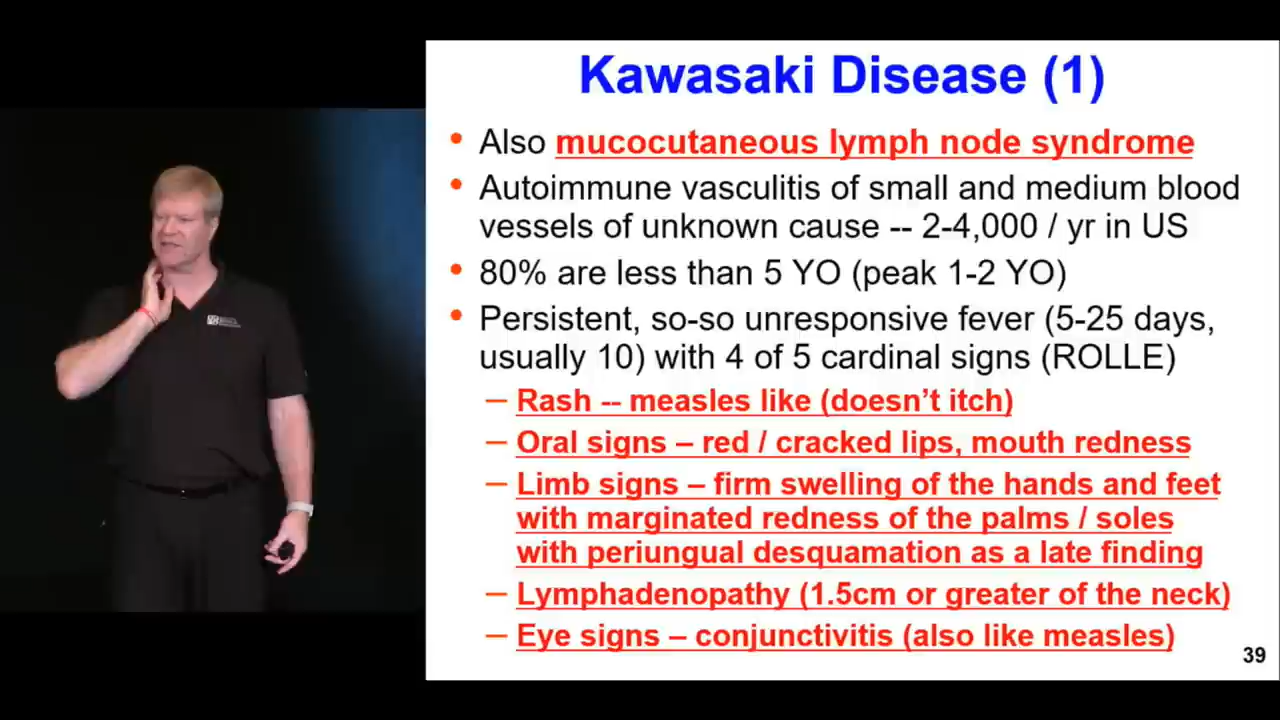 Kawasaki Disease (1)
• Also mucocutaneous lymph node syndrome
• Autoimmune vasculitis of small and medium blood
vessels of unknown cause -- 2-4,000 / yr in US
• 80% are less than 5 YO (peak 1-2 YO)
• Persistent, so-so unresponsive fever (5-25 days,
usually 10) with 4 of 5 cardinal signs (ROLLE)
– Rash -- measles like (doesn’t itch)
– Oral signs – red / cracked lips, mouth redness
– Limb signs – firm swelling of the hands and feet
with marginated redness of the palms / soles
with periungual desquamation as a late finding
– Lymphadenopathy (1.5cm or greater of the neck)
– Eye signs – conjunctivitis (also like measles)
39